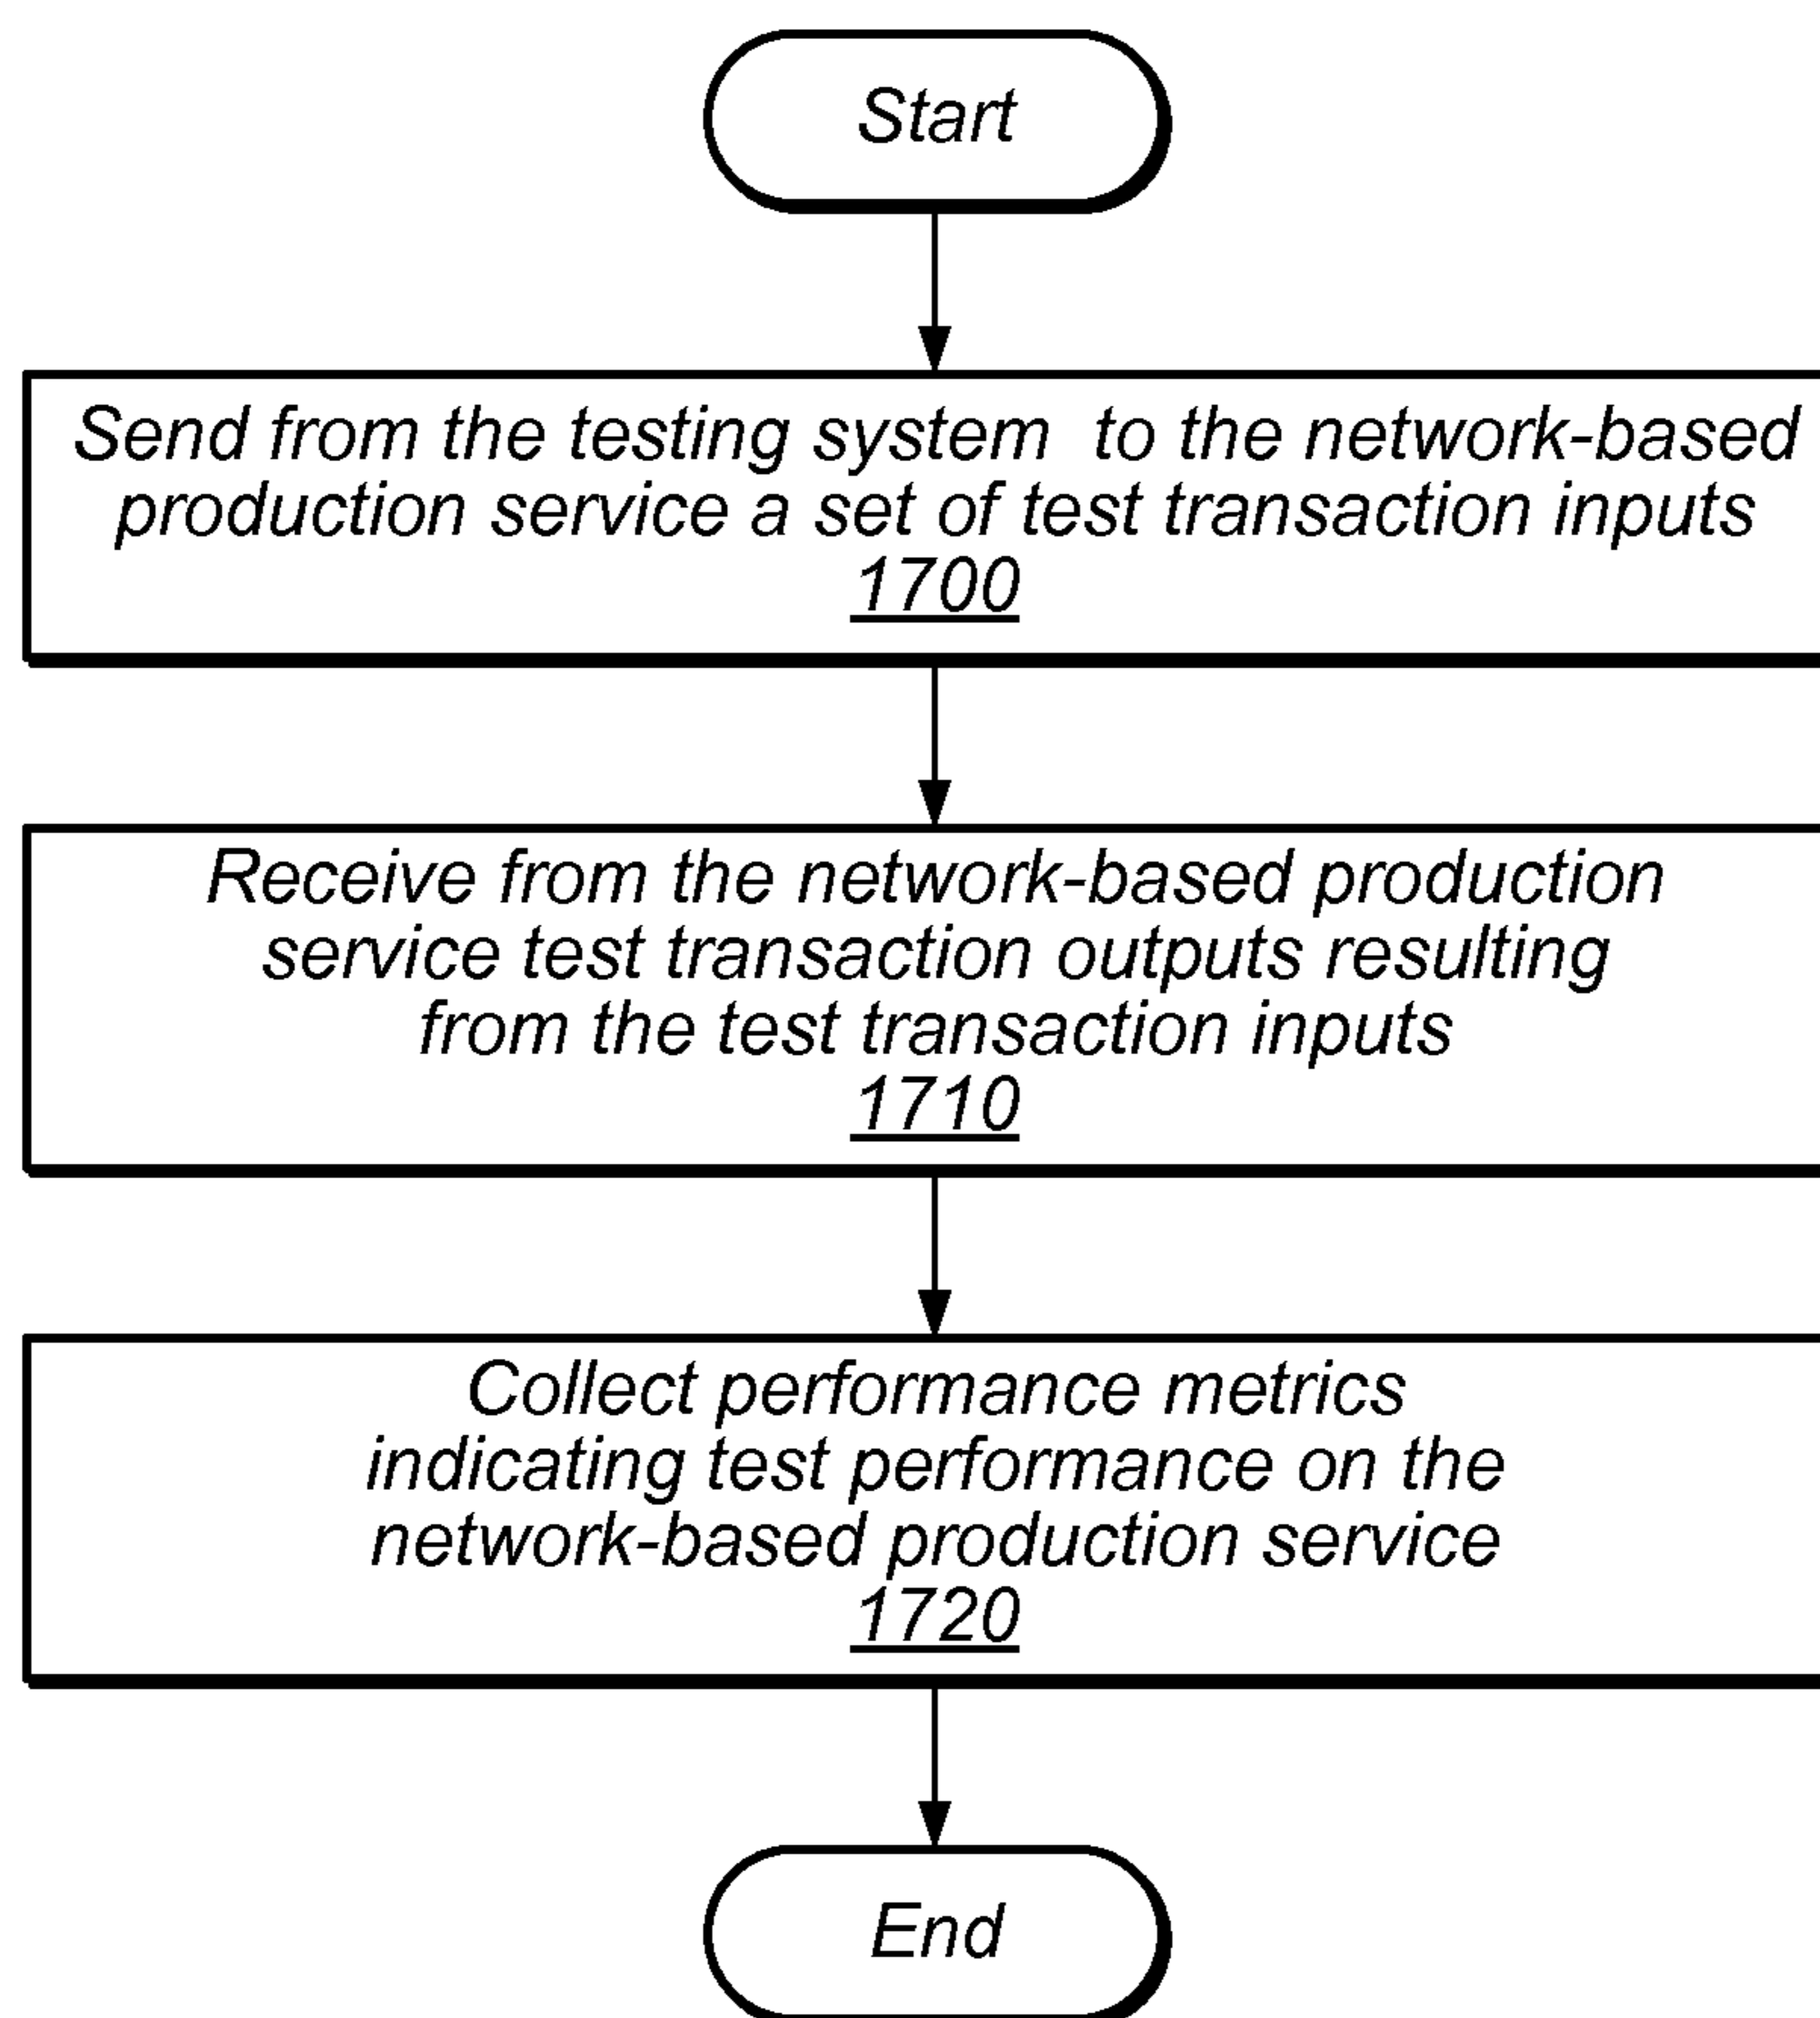 Start
Send from the testing system to the network-based
production service a set of test transaction inputs
1700
Receive from the network-based production
service test transaction outputs resulting
from the test transaction inputs
1710
Collect performance metrics
indicating test performance on the
network-based production service
1720
End